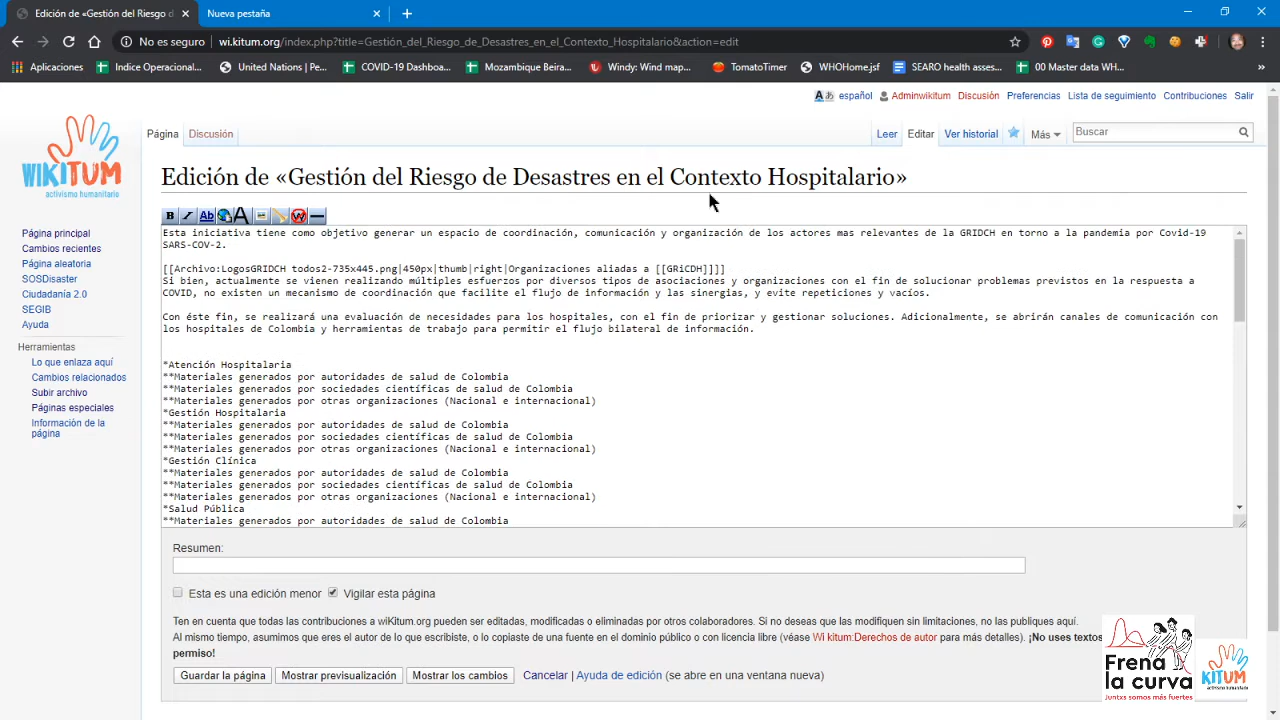 Edición de «Gestión del Riesgo d
Nueva pestaña
No es seguro
wi.kitum.org/index.php?title=Gestión_del_Riesgo_de_Desastres_en_el_Contexto_Hospitalario&action=edit
Aplicaciones
Indice Operacional...
United Nations | Pe...
COVID-19 Dashboa...
Mozambique Beira...
Windy: Wind map...
TomatoTimer
WHOHome.jsf
SEARO health asses...
00 Master data WH...
español
Adminwikitum
Discusión
Preferencias
Lista de seguimiento
Contribuciones
Salir
WIKITUM
activismo humanitario
Página
Discusión
Leer
Editar
Ver historial
Más
Buscar
Edición de «Gestión del Riesgo de Desastres en el Contexto Hospitalario»
Página principal
Cambios recientes
Página aleatoria
SOSDisaster
Ciudadanía 2.0
SEGIB
Ayuda
Herramientas
Lo que enlaza aquí
Cambios relacionados
Subir archivo
Páginas especiales
Información de la
página
B I Ab A W
Esta iniciativa tiene como objetivo generar un espacio de coordinación, comunicación y organización de los actores mas relevantes de la GRIDCH en torno a la pandemia por Covid-19
SARS-COV-2.
[[Archivo:LogosGRIDCH todos2-735x445.png|450px|thumb|right|Organizaciones aliadas a [[GRiCDH]]]]
Si bien, actualmente se vienen realizando múltiples esfuerzos por diversos tipos de asociaciones y organizaciones con el fin de solucionar problemas previstos en la respuesta a
COVID, no existen un mecanismo de coordinación que facilite el flujo de información y las sinergias, y evite repeticiones y vacíos.
Con éste fin, se realizará una evaluación de necesidades para los hospitales, con el fin de priorizar y gestionar soluciones. Adicionalmente, se abrirán canales de comunicación con
los hospitales de Colombia y herramientas de trabajo para permitir el flujo bilateral de información.
*Atención Hospitalaria
**Materiales generados por autoridades de salud de Colombia
**Materiales generados por sociedades científicas de salud de Colombia
**Materiales generados por otras organizaciones (Nacional e internacional)
*Gestión Hospitalaria
**Materiales generados por autoridades de salud de Colombia
**Materiales generados por sociedades científicas de salud de Colombia
**Materiales generados por otras organizaciones (Nacional e internacional)
*Gestión Clínica
**Materiales generados por autoridades de salud de Colombia
**Materiales generados por sociedades científicas de salud de Colombia
**Materiales generados por otras organizaciones (Nacional e internacional)
*Salud Pública
**Materiales generados por autoridades de salud de Colombia
Resumen:
Esta es una edición menor
Vigilar esta página
Ten en cuenta que todas las contribuciones a wiKitum.org pueden ser editadas, modificadas o eliminadas por otros colaboradores. Si no deseas que las modifiquen sin limitaciones, no las publiques aquí.
Al mismo tiempo, asumimos que eres el autor de lo que escribiste, o lo copiaste de una fuente en el dominio público o con licencia libre (véase Wi kitum:Derechos de autor para más detalles). ¡No uses textos
permiso!
Guardar la página
Mostrar previsualización
Mostrar los cambios
Cancelar | Ayuda de edición (se abre en una ventana nueva)
Frena
la curva
Juntxs somos más fuertes
KITUM
activismo humanitario